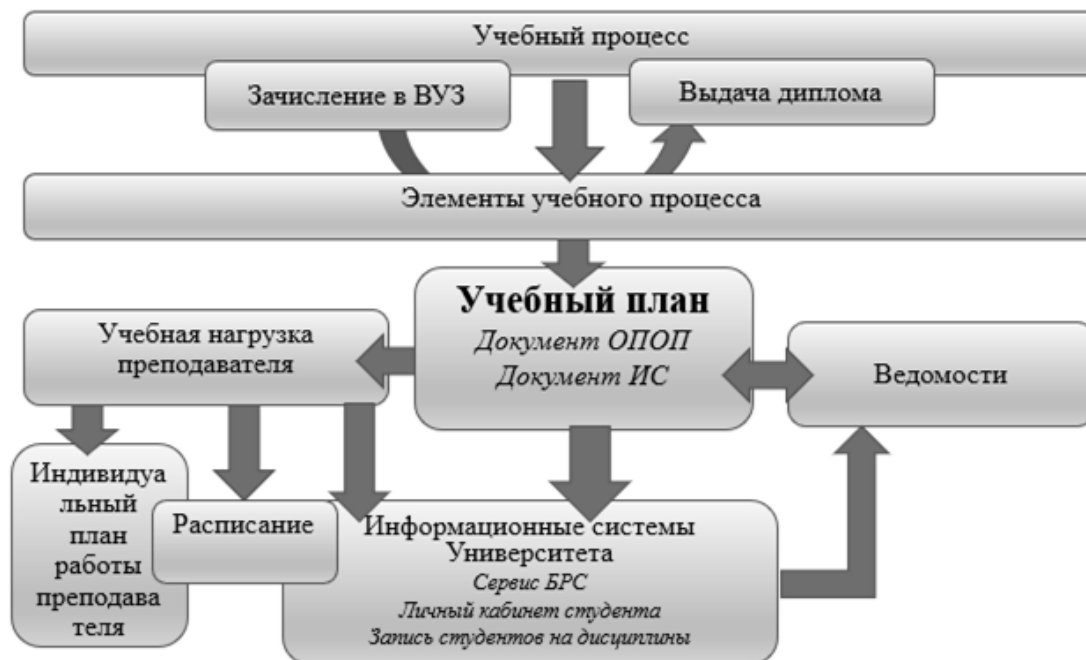 Учебный процесс
Зачисление в ВУЗ
Выдача диплома
Элементы учебного процесса
Учебный план
Документ ОПОП
Документ ИС
Учебная нагрузка
преподавателя
Ведомости
Индивидуа
льный
план
работы
преподава
теля
Расписание
Информационные системы
Университета
Сервис БРС
Личный кабинет студента
Запись студентов на дисциплины